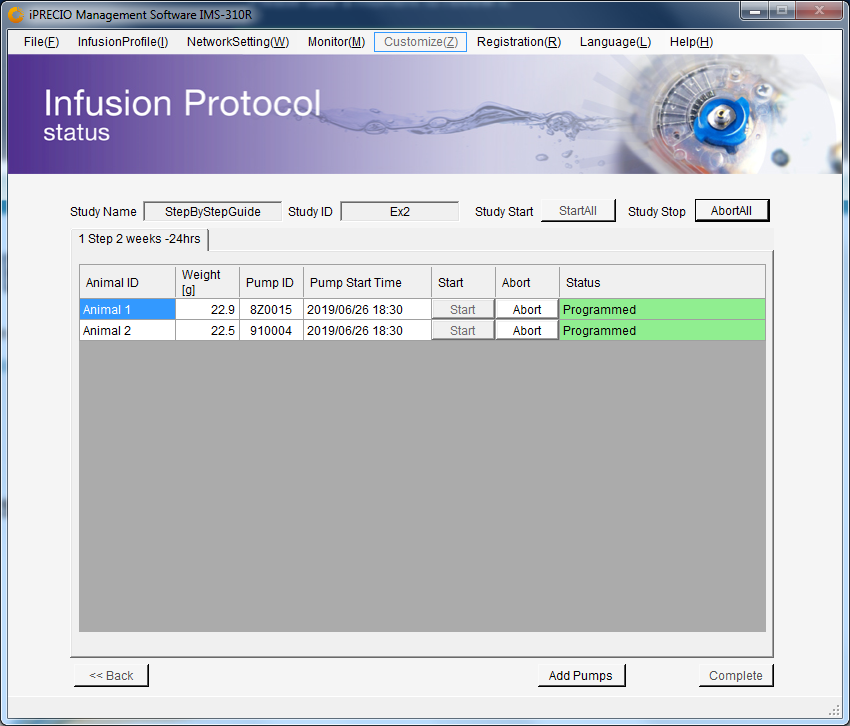 iPRECIO Management Software IMS-310R
File(F) InfusionProfile(I) NetworkSetting(W) Monitor(M) Customize(Z) Registration(R) Language(L) Help(H)
Infusion Protocol
status
Study Name StepByStepGuide Study ID Ex2 Study Start StartAll Study Stop AbortAll
1 Step 2 weeks -24hrs
Animal ID Weight [g] Pump ID Pump Start Time Start Abort Status
Animal 1 22.9 8Z0015 2019/06/26 18:30 Start Abort Programmed
Animal 2 22.5 910004 2019/06/26 18:30 Start Abort Programmed
<< Back Add Pumps Complete